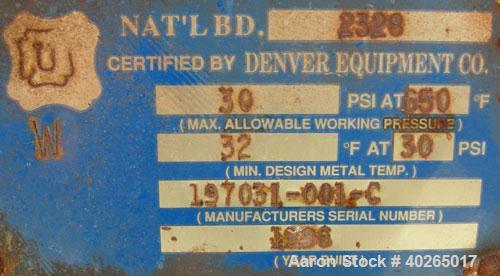 NAT'L BD. 2328
CERTIFIED BY DENVER EQUIPMENT CO.
U
30 PSI AT 650 °F
(MAX. ALLOWABLE WORKING PRESSURE)
W
32 °F AT 30 PSI
(MIN. DESIGN METAL TEMP.)
197031-001-C
(MANUFACTURERS SERIAL NUMBER)
(YEAR BUILT)
Aaron Stock # 40265017